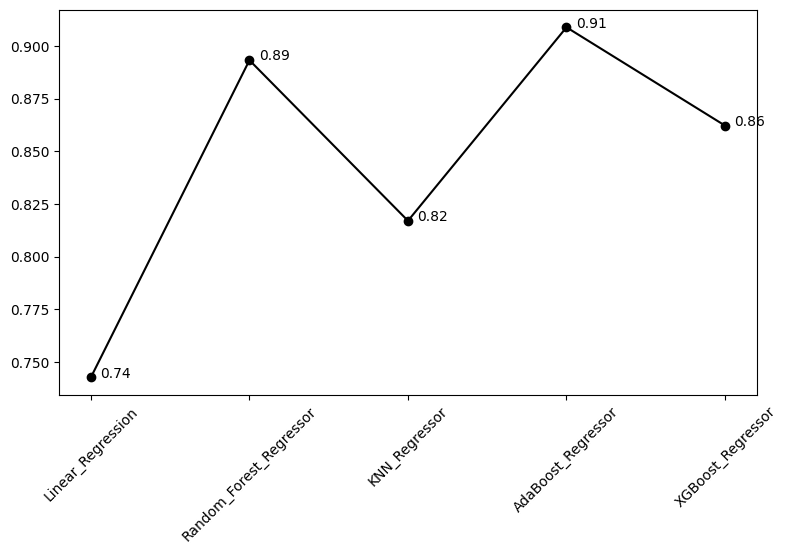 0.900
0.875
0.850
0.825
0.800
0.775
0.750
0.74
0.89
0.82
0.91
0.86
Linear_Regression
Random_Forest_Regressor
KNN_Regressor
AdaBoost_Regressor
XGBoost_Regressor